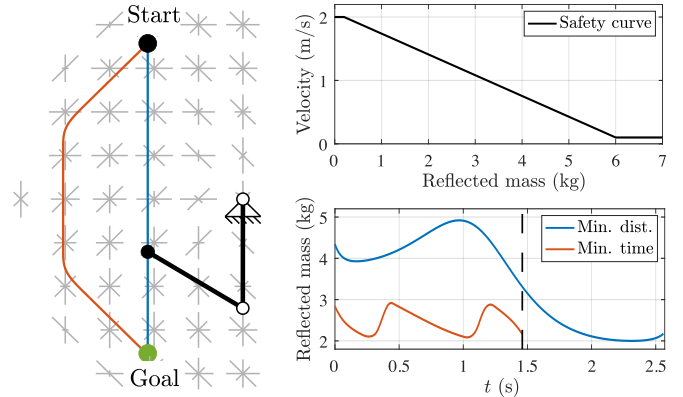 Start
Goal
2
1
0
Velocity (m/s)
Safety curve
0 1 2 3 4 5 6 7
Reflected mass (kg)
5
4
3
2
Reflected mass (kg)
Min. dist.
Min. time
0 0.5 1 1.5 2 2.5
t (s)